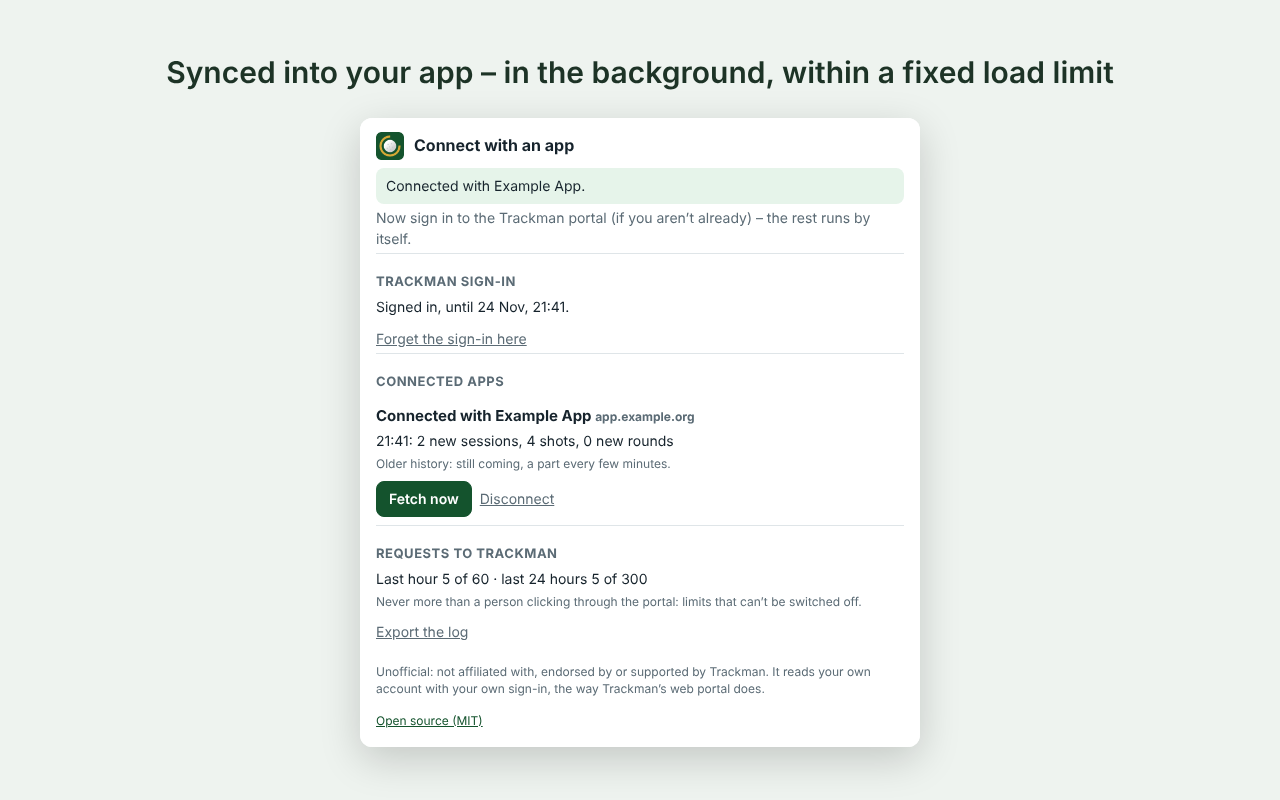 Synced into your app – in the background, within a fixed load limit
Connect with an app
Connected with Example App.
Now sign in to the Trackman portal (if you aren’t already) – the rest runs by
itself.
TRACKMAN SIGN-IN
Signed in, until 24 Nov, 21:41.
Forget the sign-in here
CONNECTED APPS
Connected with Example App app.example.org
21:41: 2 new sessions, 4 shots, 0 new rounds
Older history: still coming, a part every few minutes.
Fetch now Disconnect
REQUESTS TO TRACKMAN
Last hour 5 of 60 · last 24 hours 5 of 300
Never more than a person clicking through the portal: limits that can’t be switched off.
Export the log
Unofficial: not affiliated with, endorsed by or supported by Trackman. It reads your own
account with your own sign-in, the way Trackman’s web portal does.
Open source (MIT)